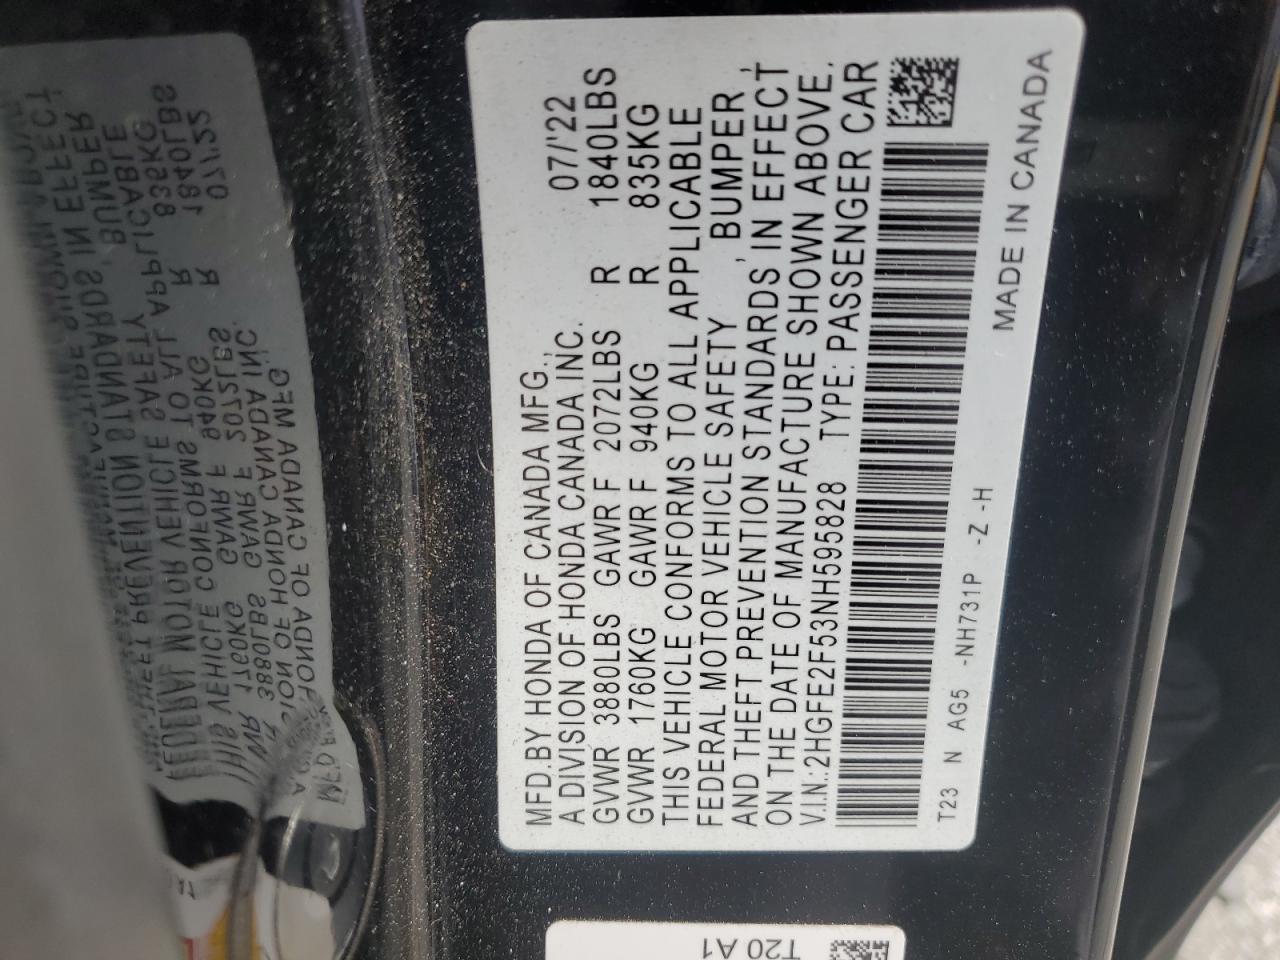 MFD.BY HONDA OF CANADA MFG., 07/'22
A DIVISION OF HONDA CANADA INC.
GVWR 3880LBS GAWR F 2072LBS R 1840LBS
GVWR 1760KG GAWR F 940KG R 835KG
THIS VEHICLE CONFORMS TO ALL APPLICABLE
FEDERAL MOTOR VEHICLE SAFETY, BUMPER,
AND THEFT PREVENTION STANDARDS IN EFFECT
ON THE DATE OF MANUFACTURE SHOWN ABOVE.
V.I.N.:2HGFE2F53NH595828 TYPE: PASSENGER CAR
T23 N AG5 -NH731P -Z -H
MADE IN CANADA
T20 A1